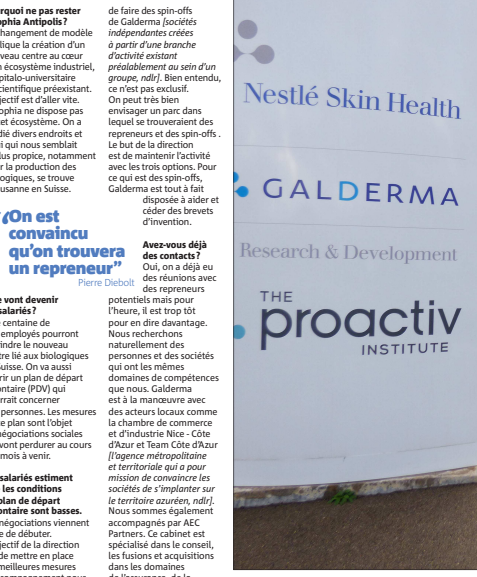 rquoi ne pas rester
phia Antipolis ?
hangement de modèle
lique la création d'un
veau centre au cœur
n écosystème industriel,
pitalo-universitaire
cientifique préexistant.
jectif est d'aller vite.
ophia ne dispose pas
et écosystème. On a
dié divers endroits et
i qui nous semblait
lus propice, notamment
r la production des
ogiques, se trouve
usanne en Suisse.
“On est
convaincu
qu'on trouvera
un repreneur”
Pierre Diebolt
e vont devenir
salariés ?
centaine de
employés pourront
indre le nouveau
tre lié aux biologiques
uisse. On va aussi
rir un plan de départ
ontaire (PDV) qui
rrait concerner
personnes. Les mesures
e plan sont l'objet
négociations sociales
vont perdurer au cours
mois à venir.
salariés estiment
les conditions
plan de départ
ontaire sont basses.
négociations viennent
e de débuter.
jectif de la direction
de mettre en place
meilleures mesures
de faire des spin-offs
de Galderma [sociétés
indépendantes créées
à partir d'une branche
d'activité existant
préalablement au sein d'un
groupe, ndlr]. Bien entendu,
ce n'est pas exclusif.
On peut très bien
envisager un parc dans
lequel se trouveraient des
repreneurs et des spin-offs .
Le but de la direction
est de maintenir l'activité
avec les trois options. Pour
ce qui est des spin-offs,
Galderma est tout à fait
disposée à aider et
céder des brevets
d'invention.
Avez-vous déjà
des contacts ?
Oui, on a déjà eu
des réunions avec
des repreneurs
potentiels mais pour
l'heure, il est trop tôt
pour en dire davantage.
Nous recherchons
naturellement des
personnes et des sociétés
qui ont les mêmes
domaines de compétences
que nous. Galderma
est à la manœuvre avec
des acteurs locaux comme
la chambre de commerce
et d'industrie Nice - Côte
d'Azur et Team Côte d'Azur
[l'agence métropolitaine
et territoriale qui a pour
mission de convaincre les
sociétés de s'implanter sur
le territoire azuréen, ndlr].
Nous sommes également
accompagnés par AEC
Partners. Ce cabinet est
spécialisé dans le conseil,
les fusions et acquisitions
dans les domaines
Nestlé Skin Health
GALDERMA
Research & Development
THE
proactiv
INSTITUTE